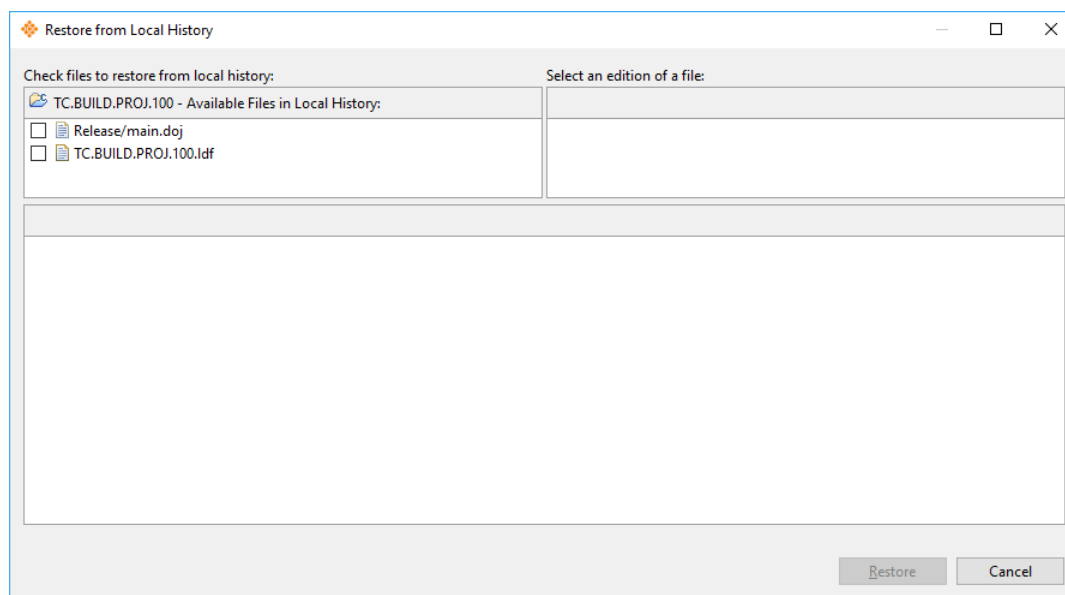 Restore from Local History
Check files to restore from local history:
Select an edition of a file:
TC.BUILD.PROJ.100 - Available Files in Local History:
Release/main.doj
TC.BUILD.PROJ.100.ldf
Restore
Cancel